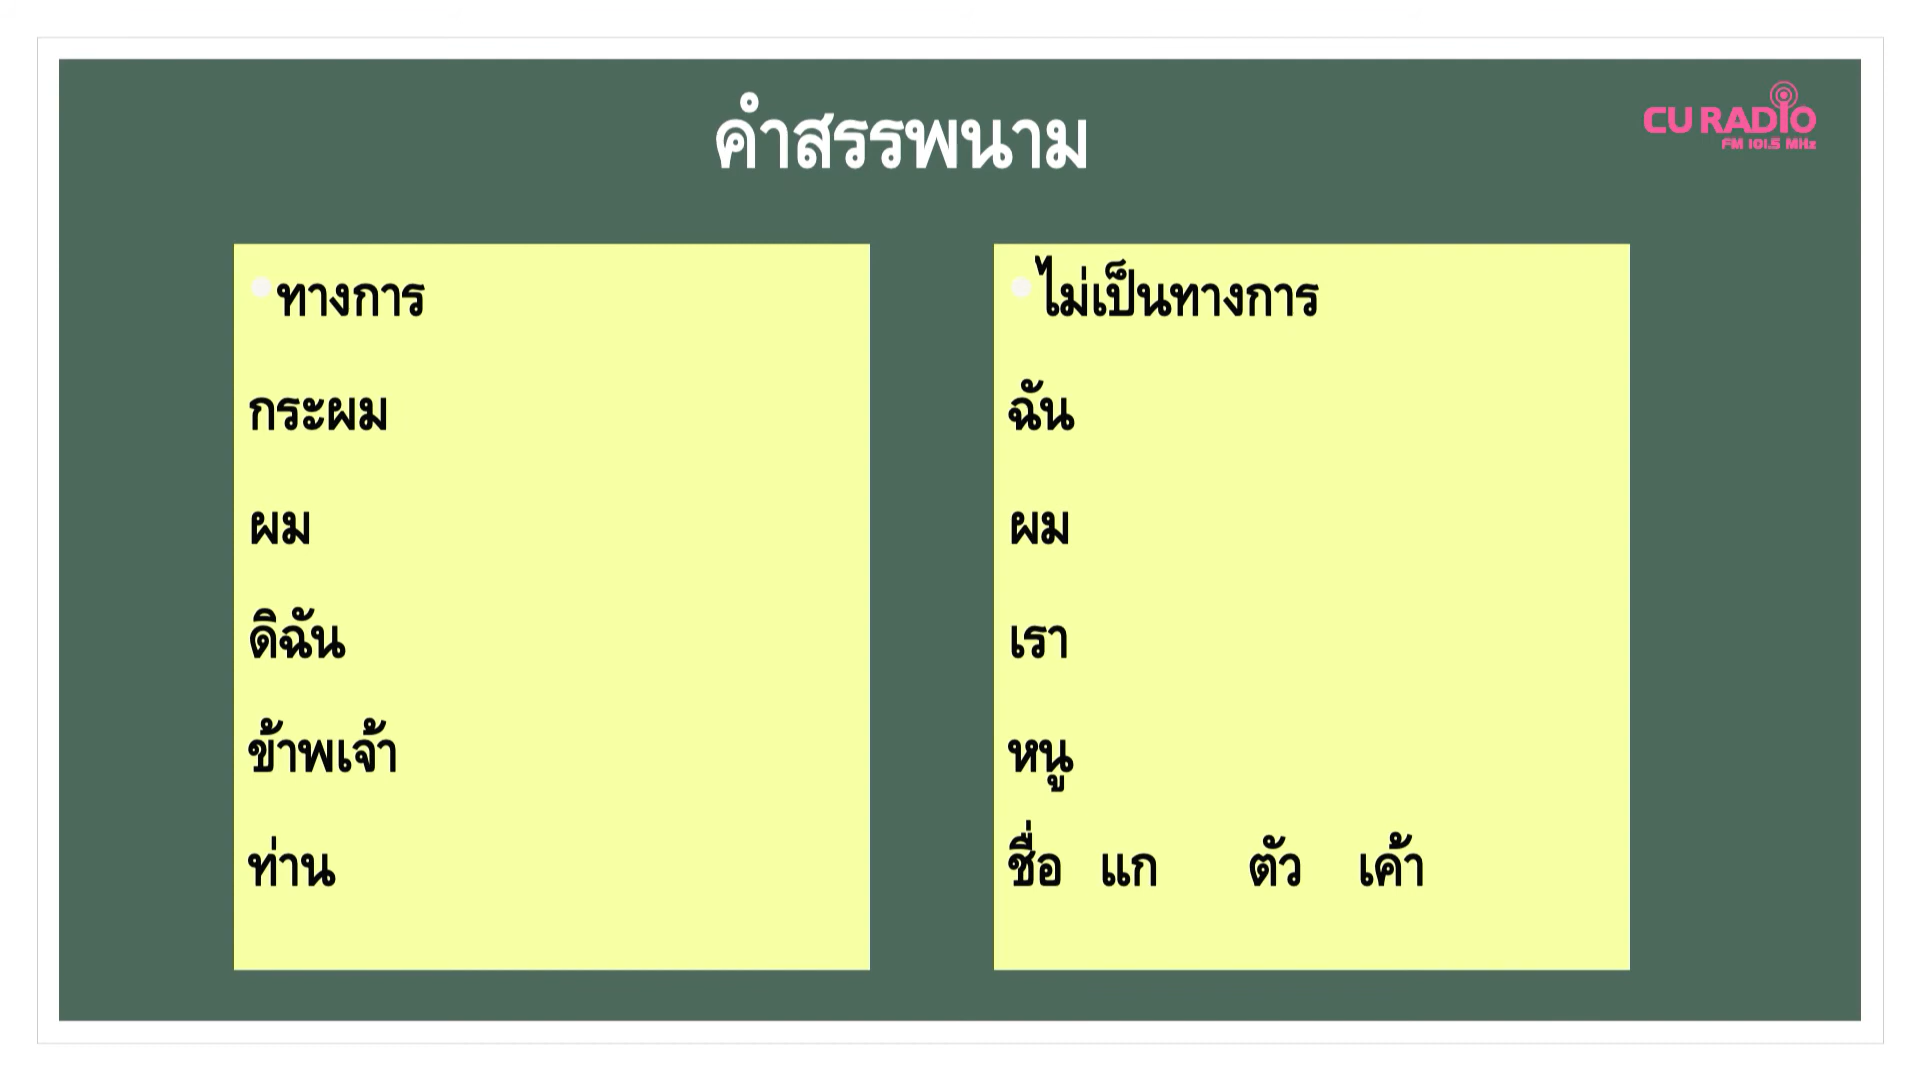 คำสรรพนาม
CU RADIO
FM 101.5 MHz
ทางการ
กระผม
ผม
ดิฉัน
ข้าพเจ้า
ท่าน
ไม่เป็นทางการ
ฉัน
ผม
เรา
หนู
ชื่อ แก ตัว เค้า